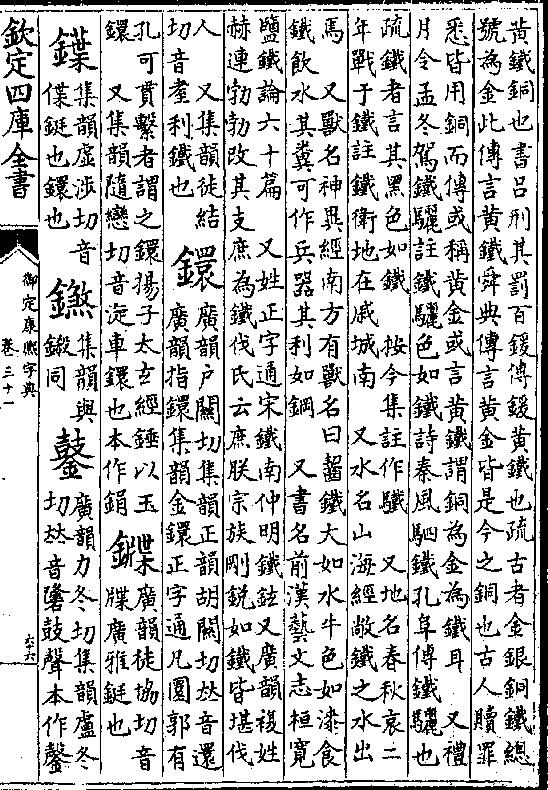 黄鐵銅也書吕刑其罰百鍰傳鍰黄鐵也疏古者金銀銅鐵緫
號為金此傳言黄鐵舜典傳言黄金皆是今之銅也古人贖罪
悉皆用銅而傳或稱黄金或言黄鐵謂銅為金為鐵耳 又禮
月令孟冬駕鐵驪註鐵驪色如鐵詩秦風駟鐵孔阜傳鐵驪也
疏鐵者言其黑色如鐵 按今集註作驖 又地名春秋哀二
年戰于鐵註鐵衛地在戚城南 又水名山海經敞鐵之水出
焉 又獸名神異經南方有獸名曰齧鐵大如水牛色如漆食
鐵飲水其糞可作兵器其利如鋼 又書名前漢藝文志桓寬
鹽鐵論六十篇 又姓正字通宋鐵南仲明鐵鉉又廣韻複姓
赫連勃勃改其支庶為鐵伐氏云庶朕宗族剛鋭如鐵皆堪伐
人 又集韻徒結切音耊利鐵也 鐶 廣韻户關切集韻正韻胡關切𠀤音還廣韻指鐶集韻金鐶正字通凡圜郭有
孔可貫繫者謂之鐶揚子太𤣥經錘以玉鐶 又集韻隨戀切音淀車鐶也本作鋗 鐷 廣韻徒協切音牒廣雅鋌也
鏶 集韻虚涉切音僷鋌也鐶也 鐎 集韻與鍛同 鼕 廣韻力冬切集韻盧冬切𠀤音䃧鼓聲本作鼞
欽定四庫全書
御定康熙字典
卷三十一
六十六